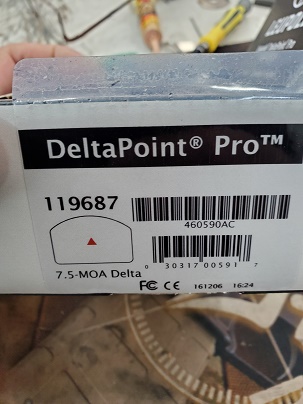 DeltaPoint® Pro™
119687
460590AC
0 30317 00591 7
7.5-MOA Delta
FC CE 161206 16:24